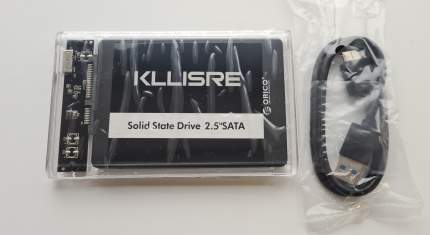 KLLISRE
ORICO
Solid State Drive 2.5"SATA